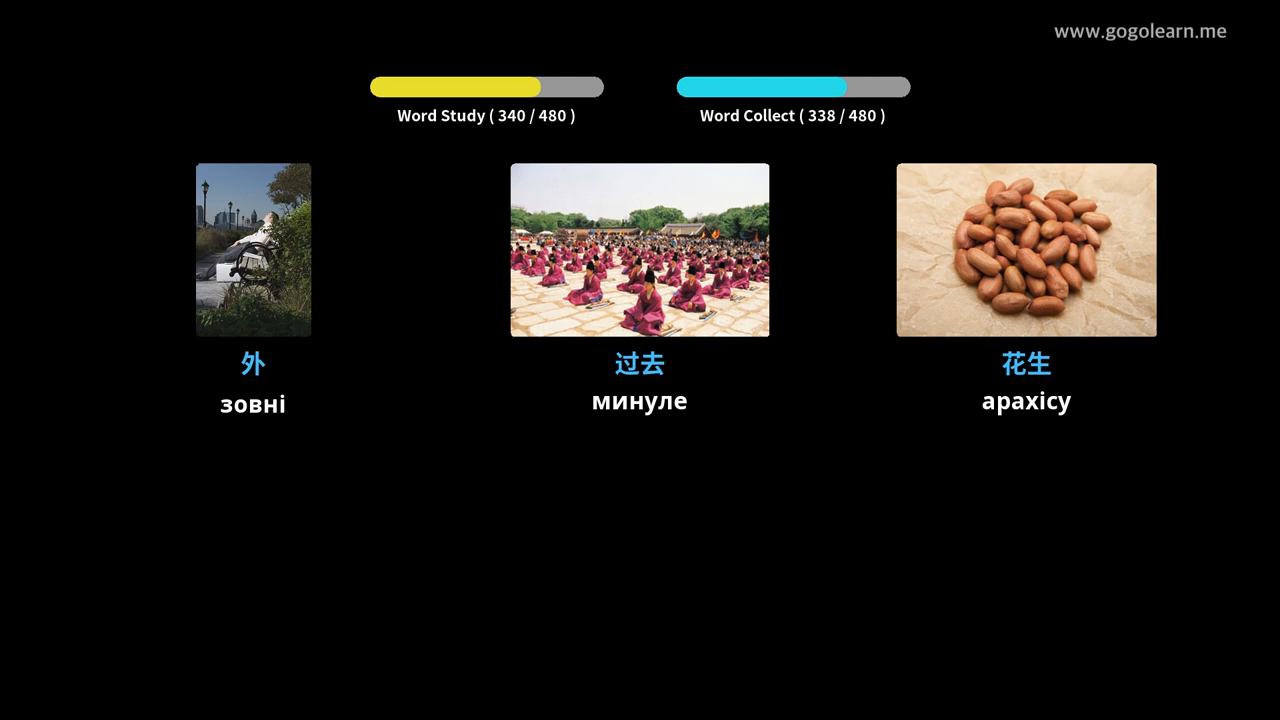 www.gogolearn.me
Word Study ( 340 / 480 )
Word Collect ( 338 / 480 )
外
зовні
过去
минуле
花生
арахісу